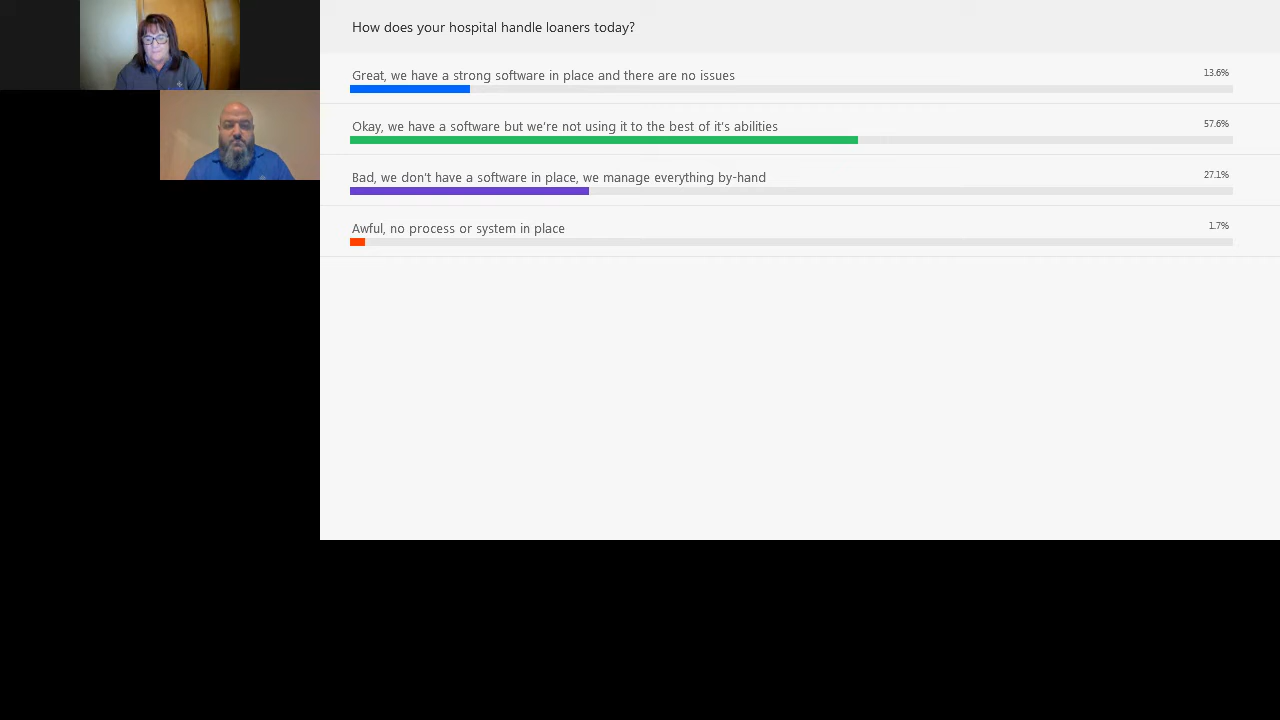 How does your hospital handle loaners today?
Great, we have a strong software in place and there are no issues
13.6%
Okay, we have a software but we're not using it to the best of it's abilities
57.6%
Bad, we don't have a software in place, we manage everything by-hand
27.1%
Awful, no process or system in place
1.7%